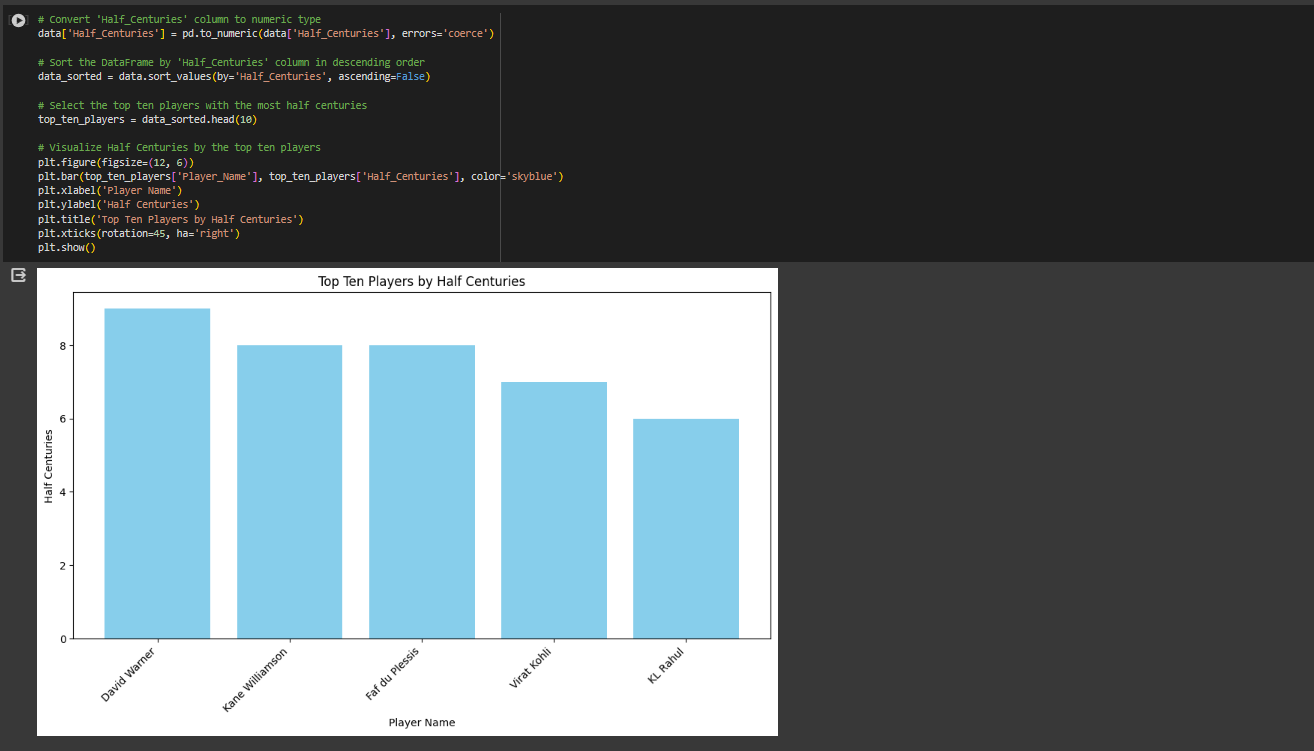 # Convert 'Half_Centuries' column to numeric type
data['Half_Centuries'] = pd.to_numeric(data['Half_Centuries'], errors='coerce')
# Sort the DataFrame by 'Half_Centuries' column in descending order
data_sorted = data.sort_values(by='Half_Centuries', ascending=False)
# Select the top ten players with the most half centuries
top_ten_players = data_sorted.head(10)
# Visualize Half Centuries by the top ten players
plt.figure(figsize=(12, 6))
plt.bar(top_ten_players['Player_Name'], top_ten_players['Half_Centuries'], color='skyblue')
plt.xlabel('Player Name')
plt.ylabel('Half Centuries')
plt.title('Top Ten Players by Half Centuries')
plt.xticks(rotation=45, ha='right')
plt.show()
Top Ten Players by Half Centuries
Half Centuries
8
6
4
2
0
David Warner
Kane Williamson
Faf du Plessis
Virat Kohli
KL Rahul
Player Name